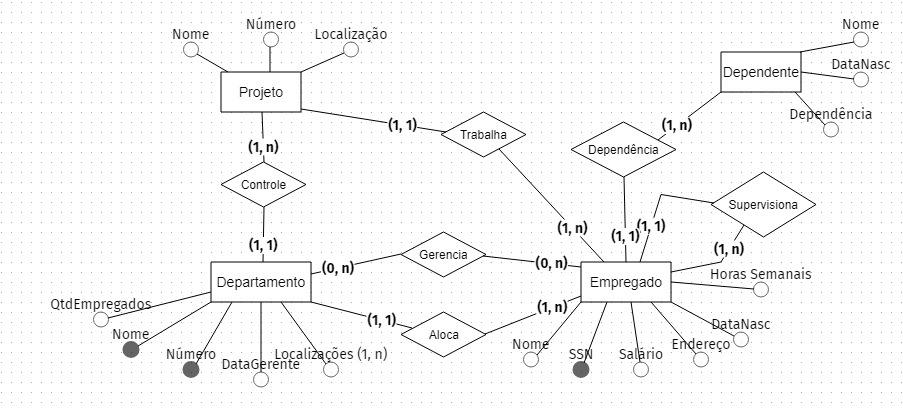 Nome
Número
Localização
Nome
DataNasc
Dependência
Projeto
Dependente
(1, 1)
Trabalha
(1, n)
Dependência
(1, n)
Controle
Supervisiona
(1, n)
(1, 1)
(1, 1)
(1, 1)
(1, n)
Gerencia
(0, n)
(0, n)
Departamento
Empregado
Horas Semanais
QtdEmpregados
(1, 1)
Aloca
(1, n)
DataNasc
Nome
Número
DataGerente
Localizações (1, n)
Nome
SSN
Salário
Endereço